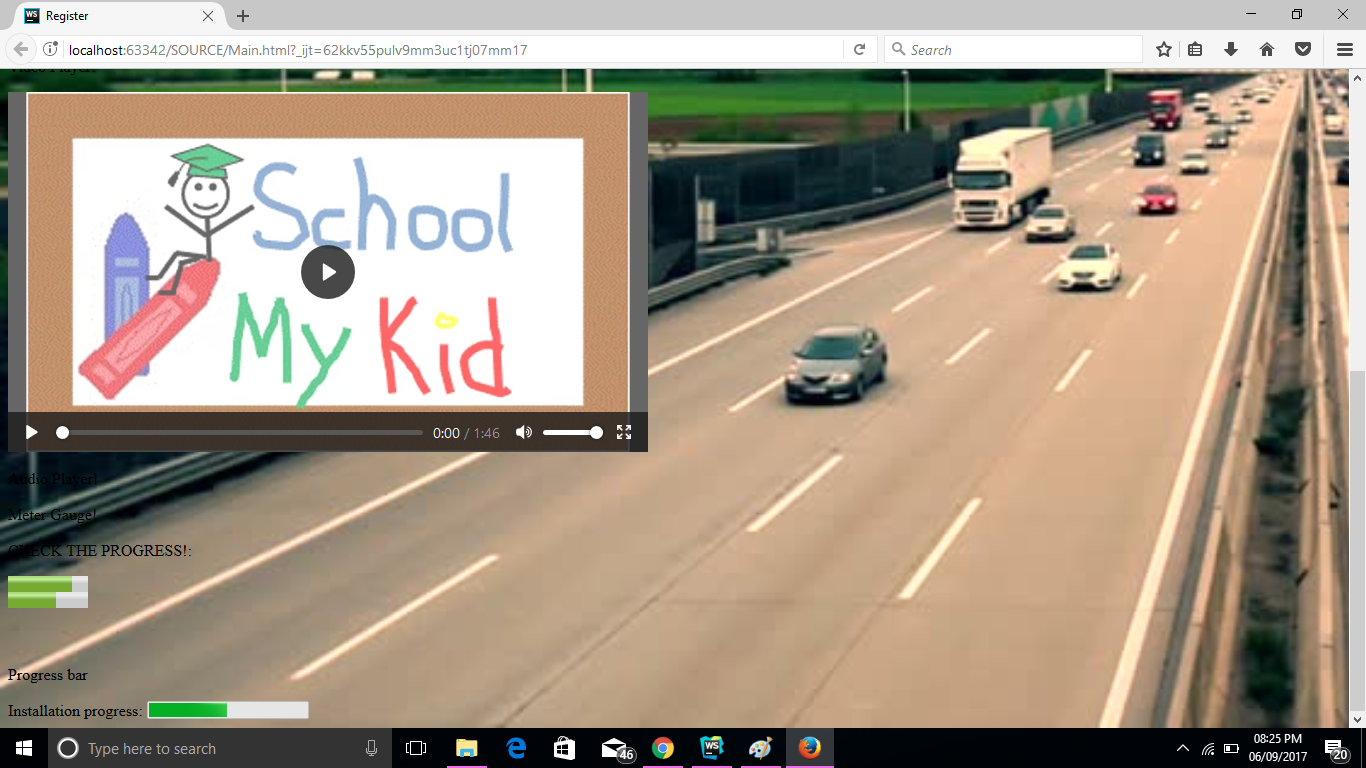 WS Register
localhost:63342/SOURCE/Main.html?_ijt=62kkv55pulv9mm3uc1tj07mm17
Search
Video Player!
School
My Kid
0:00 / 1:46
Audio Player!
Meter Gauge!
CHECK THE PROGRESS!:
Progress bar
Installation progress:
Type here to search
46
WS
08:25 PM
06/09/2017
20